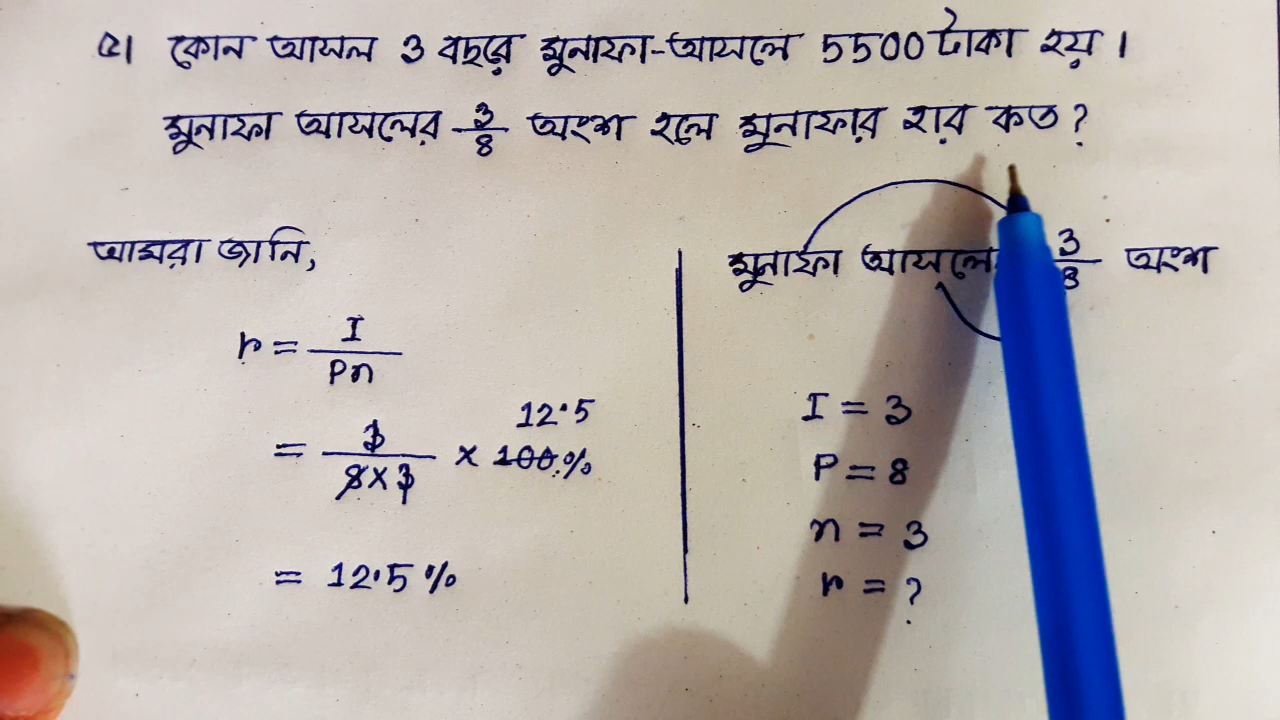 ৫। কোন আসল 3 বছরে মুনাফা-আসলে 5500 টাকা হয়।
মুনাফা আসলের 3/8 অংশ হলে মুনাফার হার কত?
আমরা জানি,
r = I/Pn
= 3/8×3 × 100% 12.5
= 12.5%
মুনাফা আসলের 3/8 অংশ
I = 3
P = 8
n = 3
r = ?